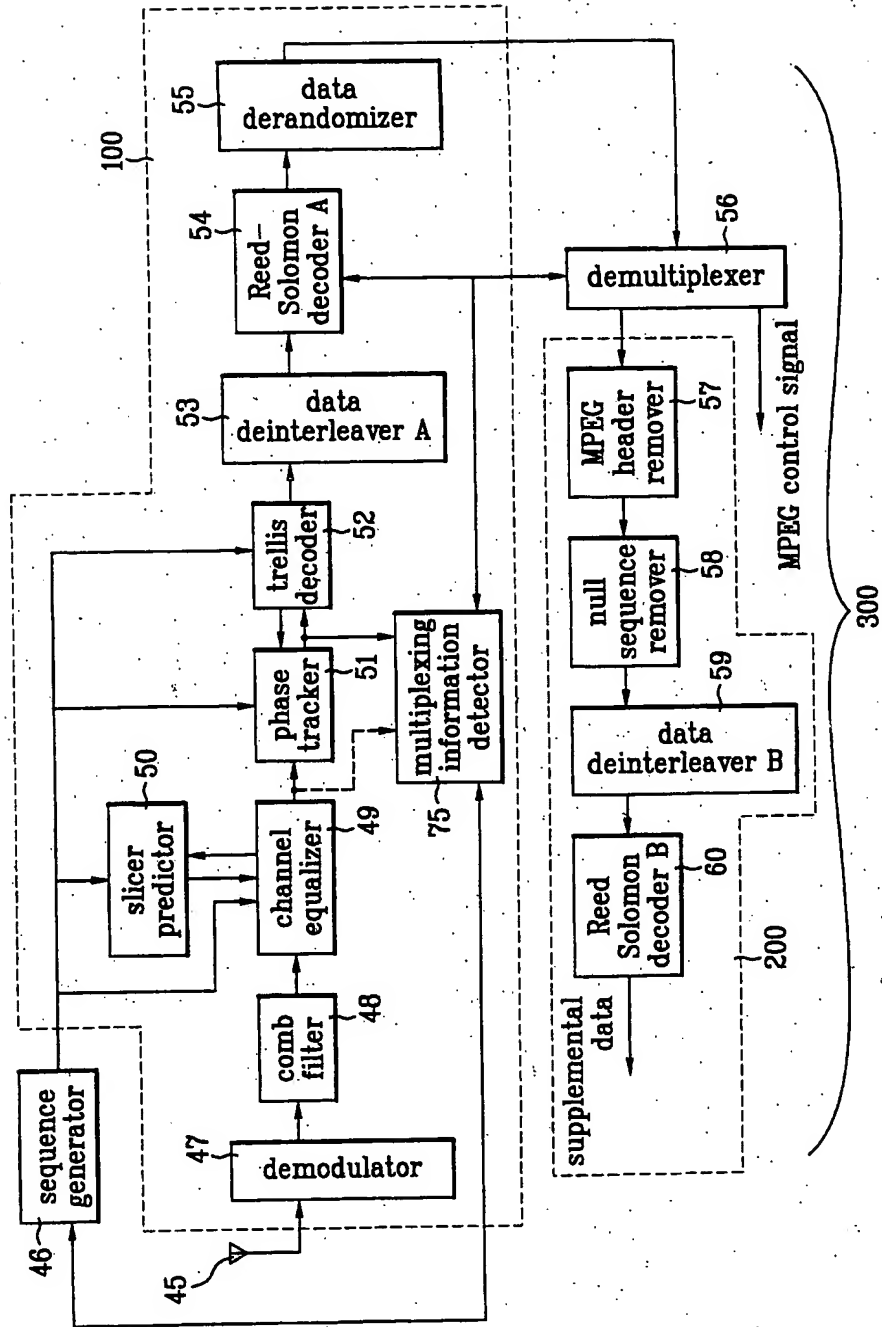 46
sequence
generator
45
47
demodulator
comb
filter
48
slicer
predictor
50
channel
equalizer
49
phase
tracker
51
trellis
decoder
52
multiplexing
information
detector
75
53
data
deinterleaver A
54
Reed-
Solomon
decoder A
55
data
derandomizer
100
demultiplexer
56
MPEG
header
remover
57
null
sequence
remover
58
data
deinterleaver B
59
Reed
Solomon
decoder B
60
supplemental
data
200
MPEG control signal
300